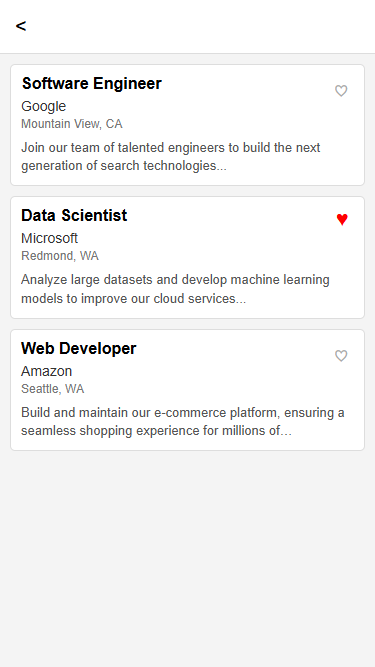 <
Software Engineer
Google
Mountain View, CA
Join our team of talented engineers to build the next
generation of search technologies...
Data Scientist
Microsoft
Redmond, WA
Analyze large datasets and develop machine learning
models to improve our cloud services...
Web Developer
Amazon
Seattle, WA
Build and maintain our e-commerce platform, ensuring a
seamless shopping experience for millions of...